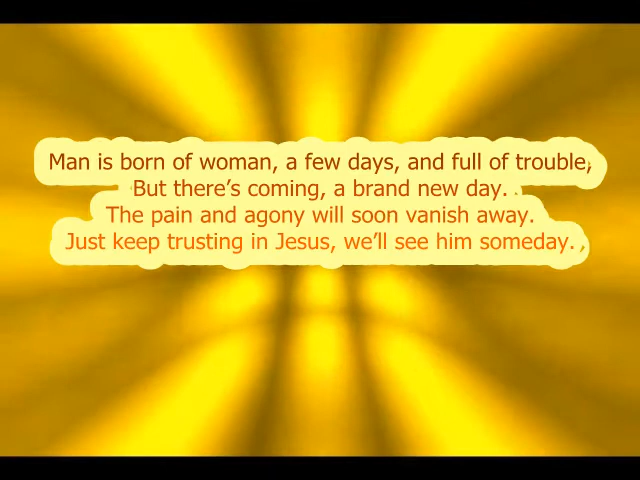 Man is born of woman, a few days, and full of trouble,
But there’s coming, a brand new day.
The pain and agony will soon vanish away.
Just keep trusting in Jesus, we’ll see him someday.